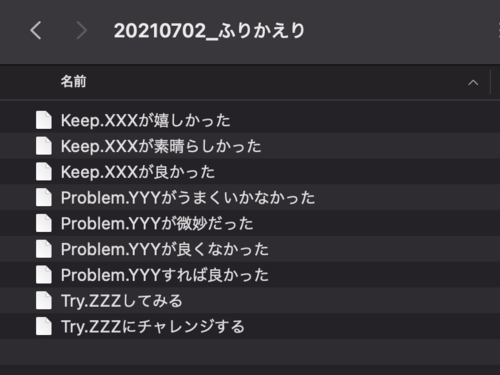 20210702_ふりかえり
名前
Keep.XXXが嬉しかった
Keep.XXXが素晴らしかった
Keep.XXXが良かった
Problem.YYYがうまくいかなかった
Problem.YYYが微妙だった
Problem.YYYが良くなかった
Problem.YYYすれば良かった
Try.ZZZしてみる
Try.ZZZにチャレンジする